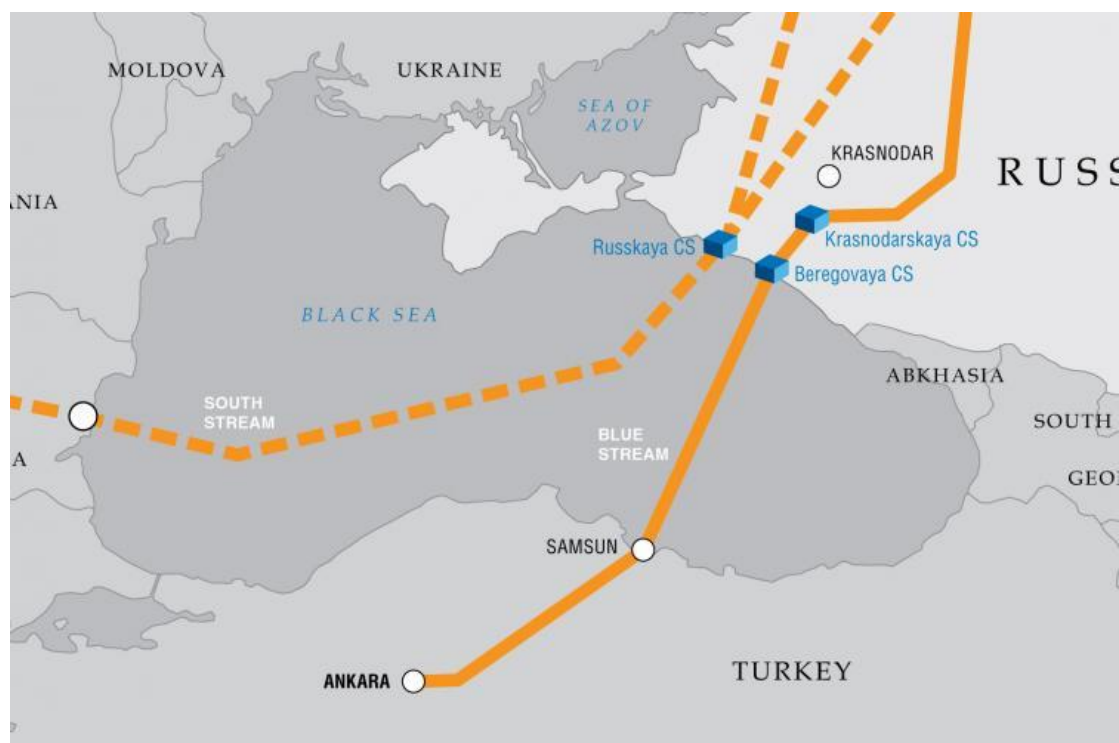 MOLDOVA
UKRAINE
SEA OF
AZOV
KRASNODAR
RUSS
ANIA
Russkaya CS
Krasnodarskaya CS
Beregovaya CS
BLACK SEA
ABKHASIA
SOUTH
STREAM
SOUTH
BLUE
STREAM
A
GEO
SAMSUN
ANKARA
TURKEY